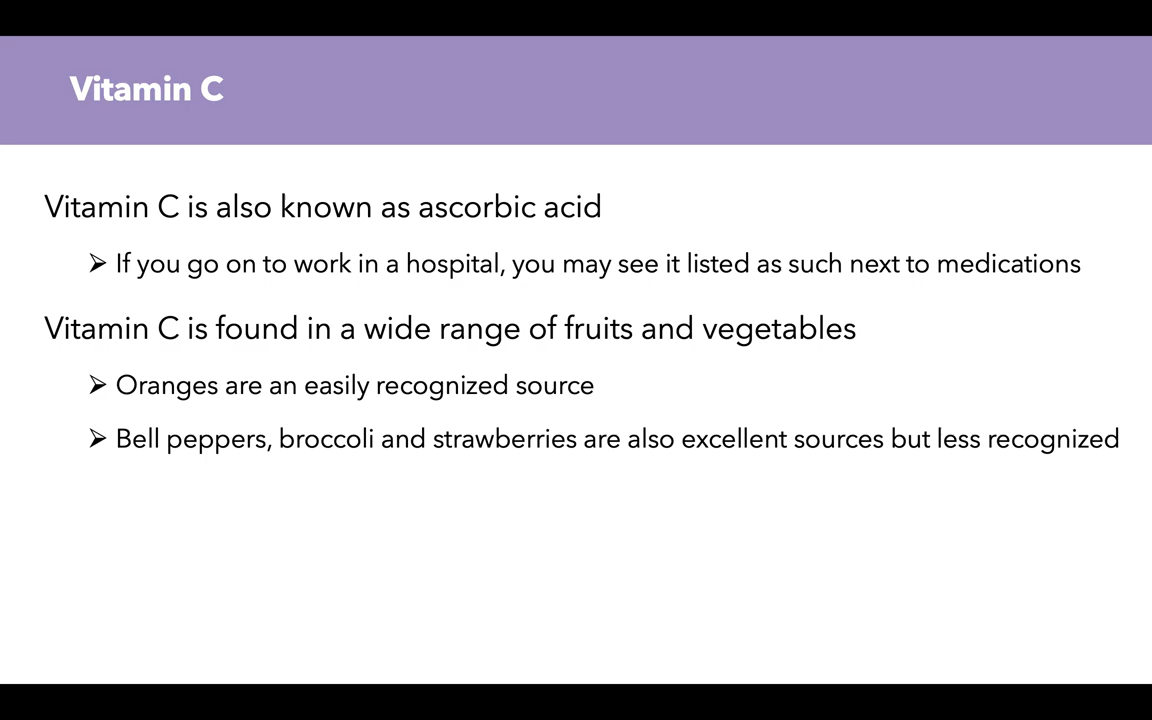 Vitamin C
Vitamin C is also known as ascorbic acid
➢ If you go on to work in a hospital, you may see it listed as such next to medications
Vitamin C is found in a wide range of fruits and vegetables
➢ Oranges are an easily recognized source
➢ Bell peppers, broccoli and strawberries are also excellent sources but less recognized